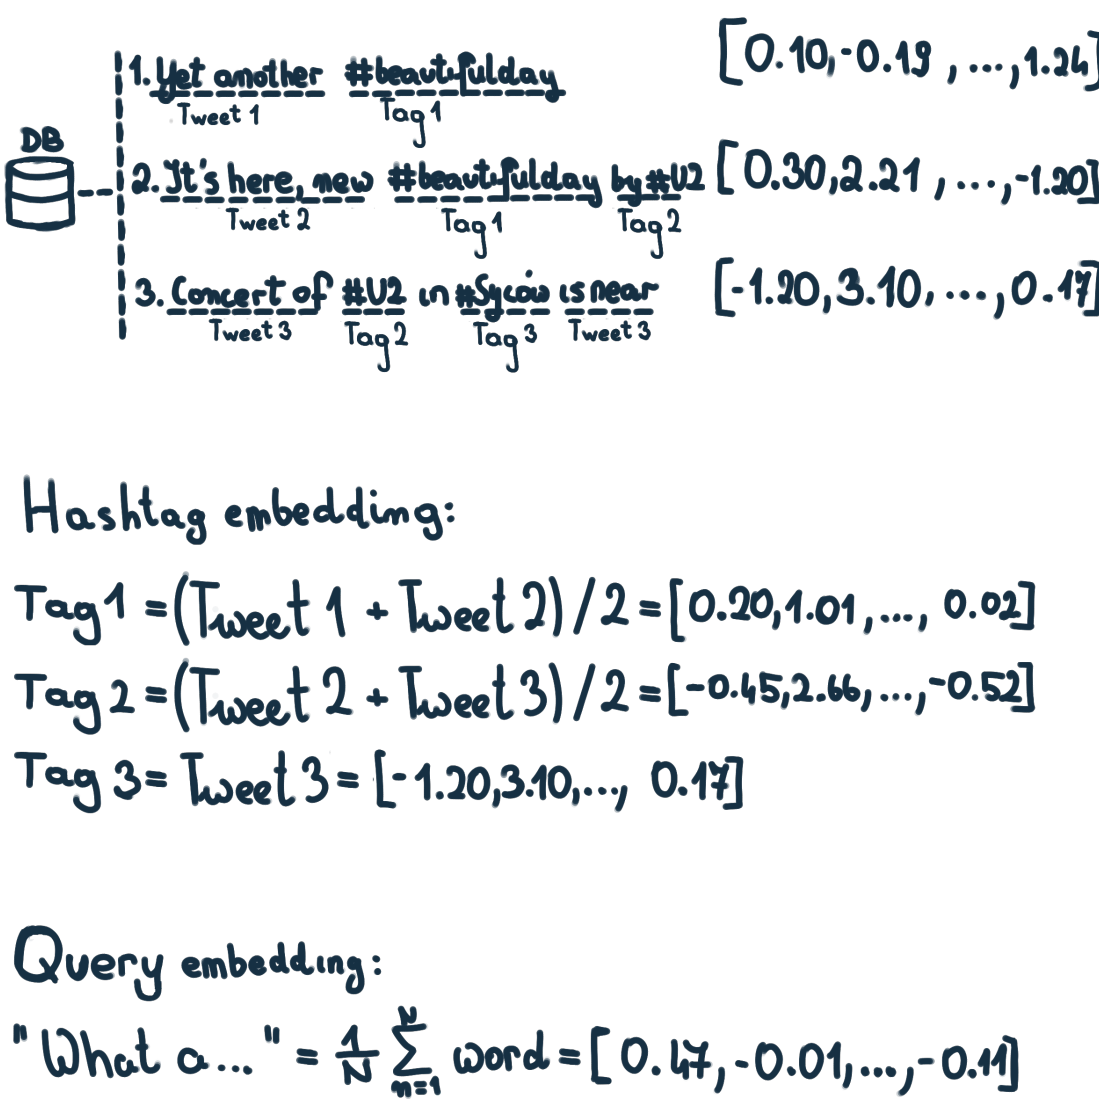 DB
1. Yet another #beautifulday [0.10, -0.19, ..., 1.24]
Tweet 1 Tag 1
2. It's here, new #beautifulday by #U2 [0.30, 2.21, ..., -1.20]
Tweet 2 Tag 1 Tag 2
3. Concert of #U2 in #Syców is near [-1.20, 3.10, ..., 0.17]
Tweet 3 Tag 2 Tag 3 Tweet 3
Hashtag embedding:
Tag 1 = (Tweet 1 + Tweet 2) / 2 = [0.20, 1.01, ..., 0.02]
Tag 2 = (Tweet 2 + Tweet 3) / 2 = [-0.45, 2.66, ..., -0.52]
Tag 3 = Tweet 3 = [-1.20, 3.10, ..., 0.17]
Query embedding:
"What a..." = 1/N N∑n=1 word = [0.47, -0.01, ..., -0.11]